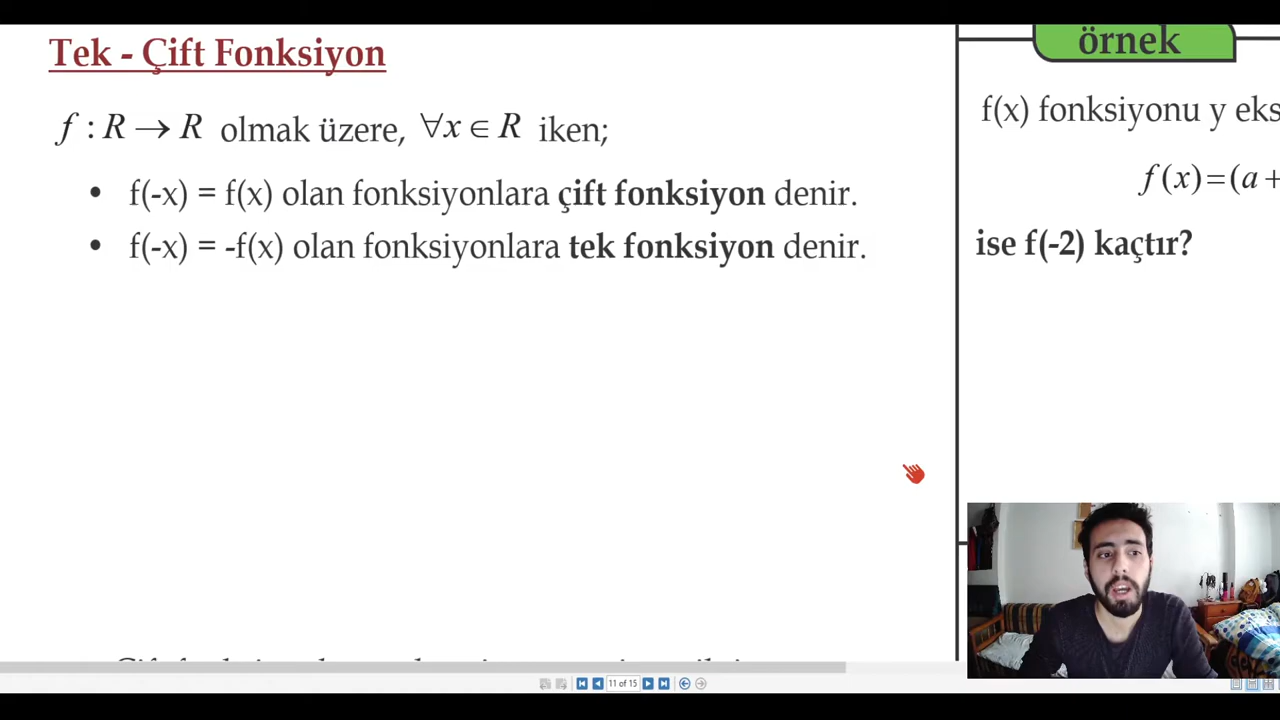 Tek - Çift Fonksiyon
f : R → R olmak üzere, ∀x ∈ R iken;
• f(-x) = f(x) olan fonksiyonlara çift fonksiyon denir.
• f(-x) = -f(x) olan fonksiyonlara tek fonksiyon denir.
örnek
f(x) fonksiyonu y eks
f(x)=(a+
ise f(-2) kaçtır?
11 of 15